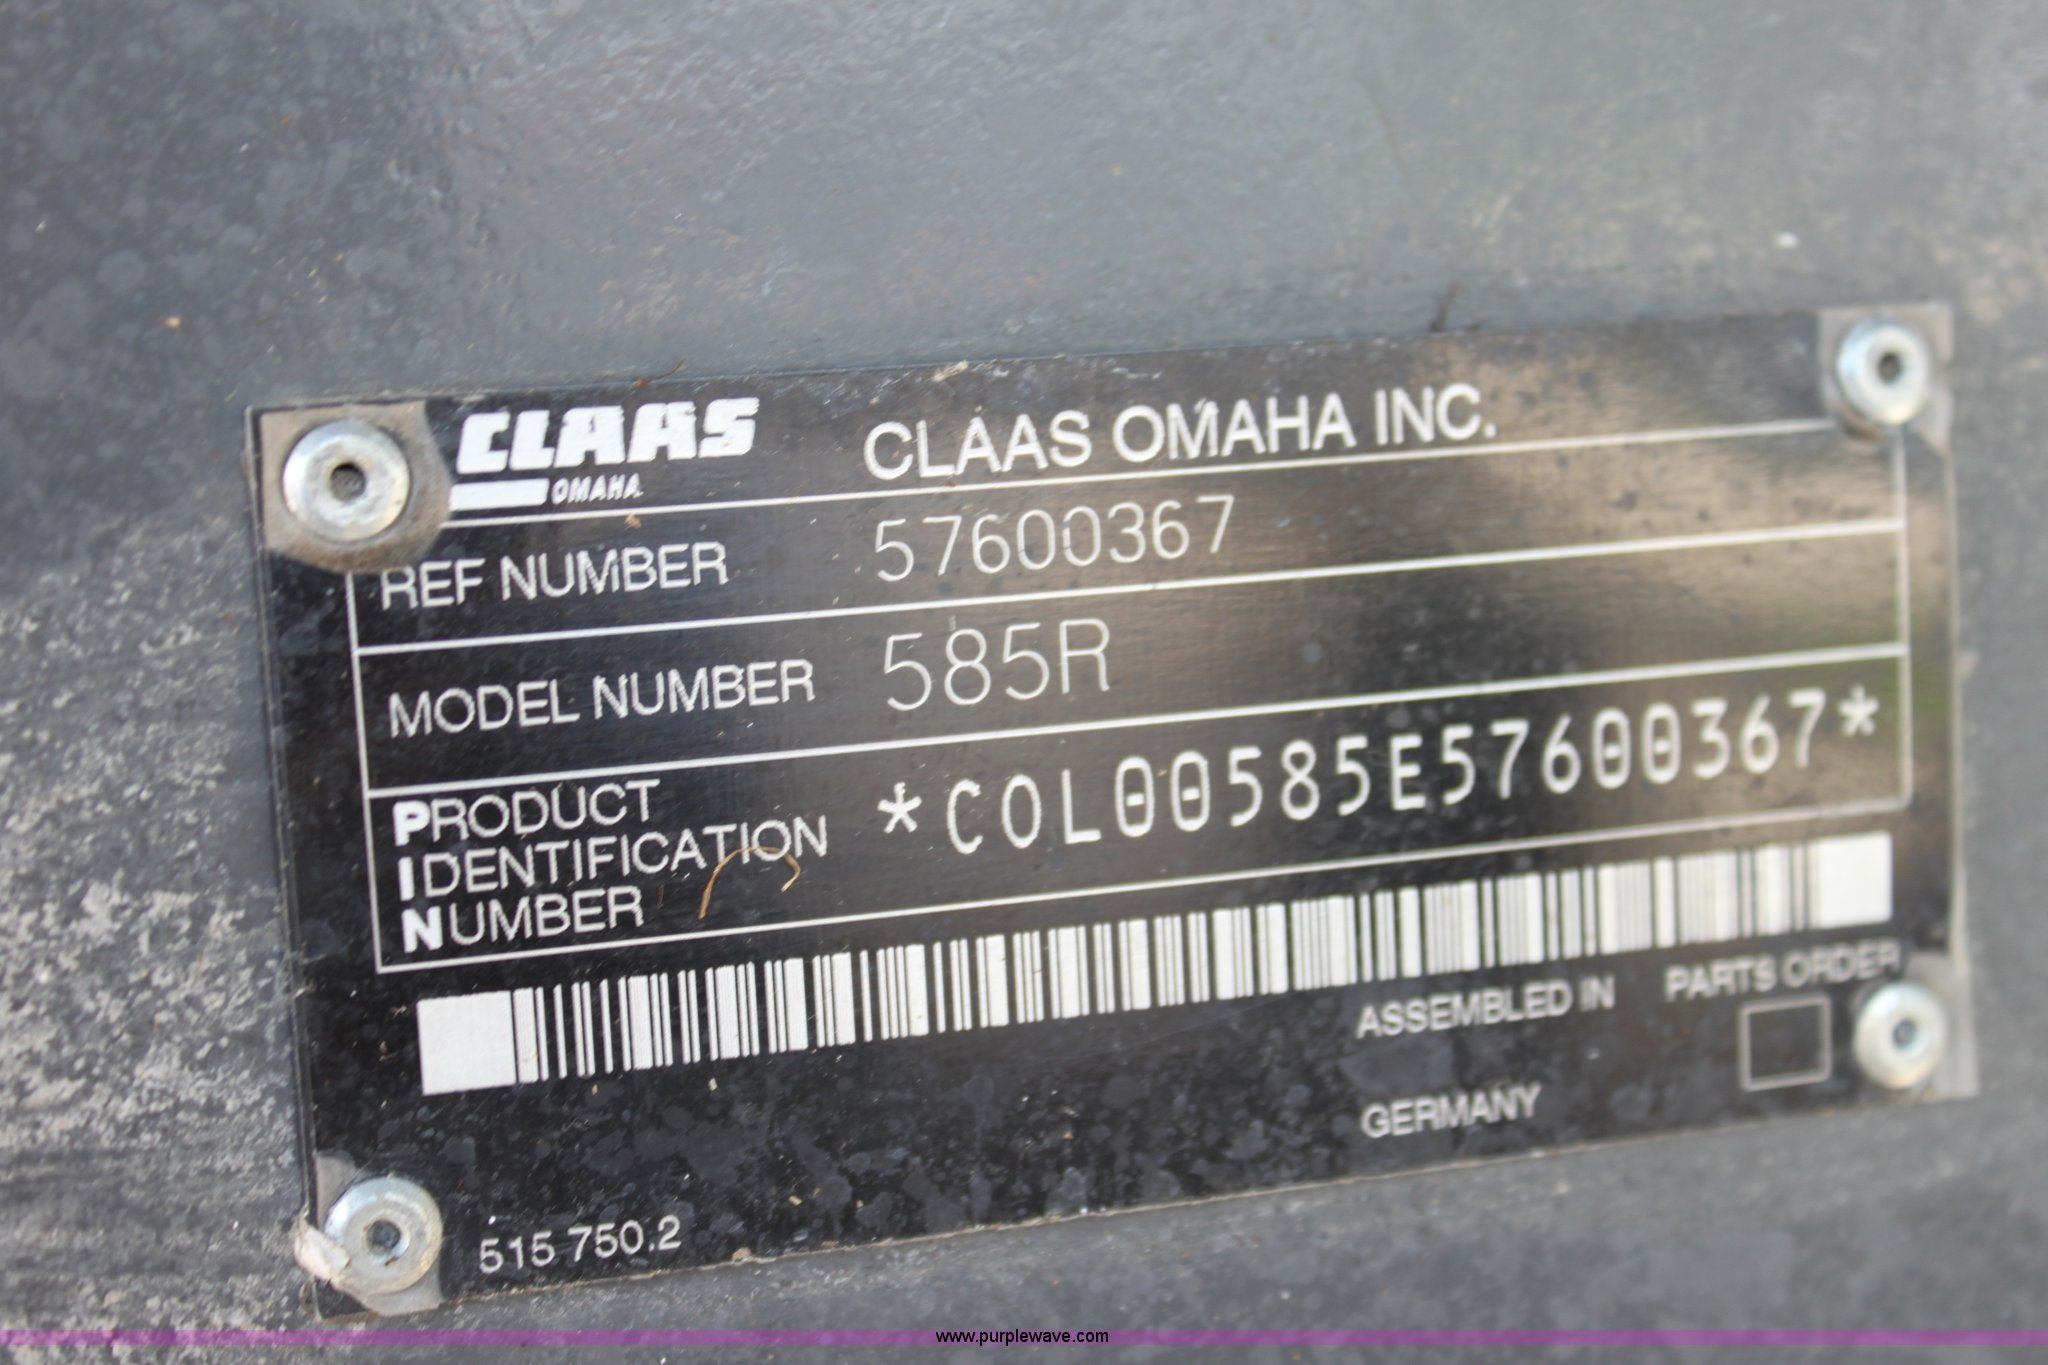 CLAAS
OMAHA
CLAAS OMAHA INC.
REF NUMBER 57600367
MODEL NUMBER 585R
PRODUCT
IDENTIFICATION
NUMBER
*COL00585E57600367*
ASSEMBLED IN
PARTS ORDER
GERMANY
515 750.2
www.purplewave.com